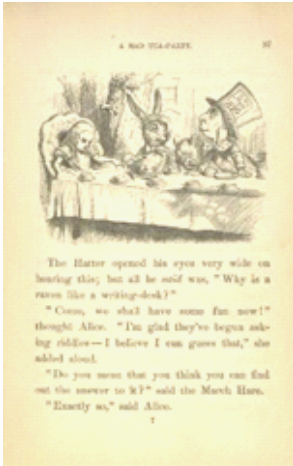 A MAD TEA-PARTY. 97
The Hatter opened his eyes very wide on
hearing this; but all he said was, "Why is a
raven like a writing-desk?"
"Come, we shall have some fun now!"
thought Alice. "I'm glad they've begun ask-
ing riddles—I believe I can guess that," she
added aloud.
"Do you mean that you think you can find
out the answer to it?" said the March Hare.
"Exactly so," said Alice.